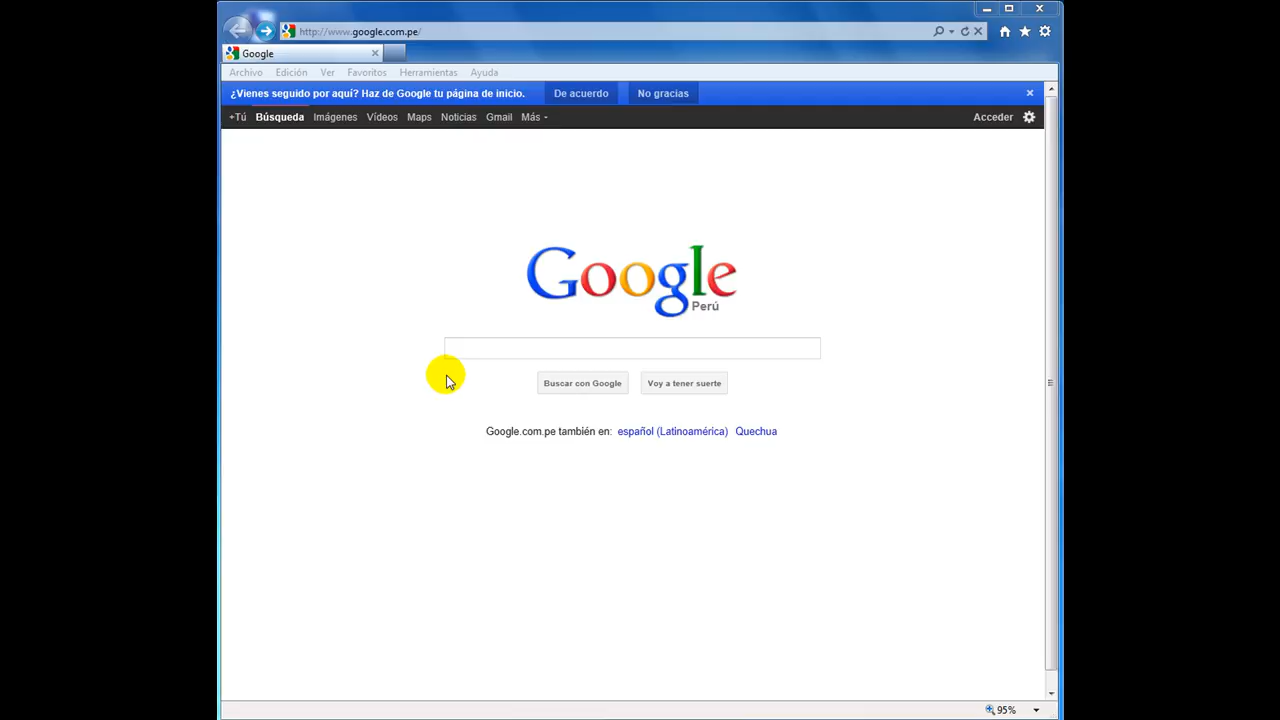 http://www.google.com.pe/
Google
Archivo Edición Ver Favoritos Herramientas Ayuda
¿Vienes seguido por aquí? Haz de Google tu página de inicio. De acuerdo No gracias
+Tú Búsqueda Imágenes Vídeos Maps Noticias Gmail Más Acceder
Google
Perú
Buscar con Google Voy a tener suerte
Google.com.pe también en: español (Latinoamérica) Quechua
95%